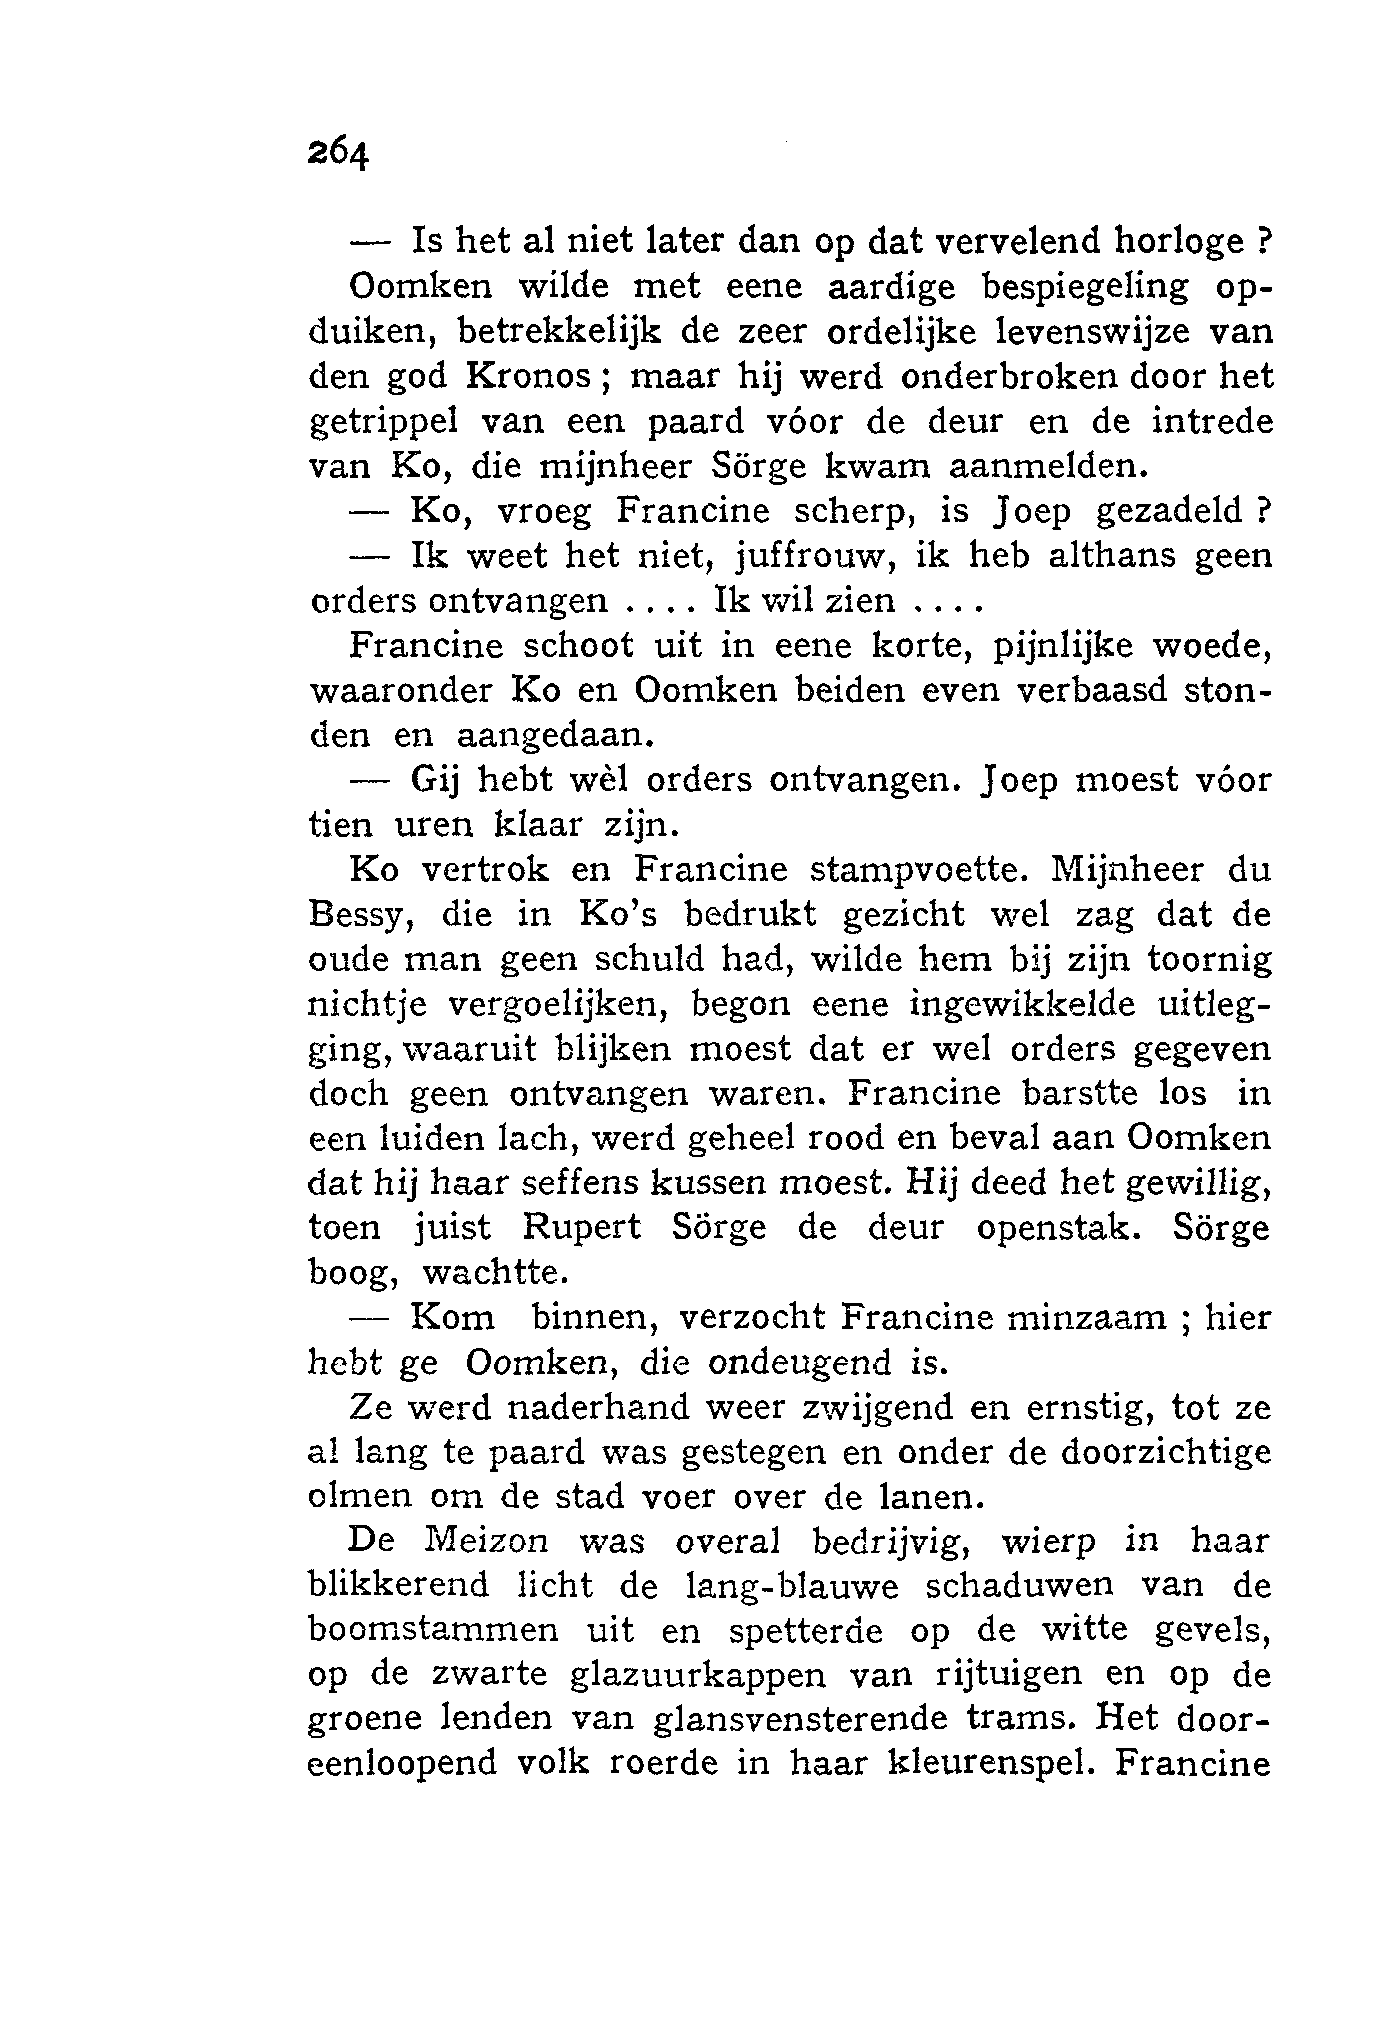 264
— Is het al niet later dan op dat vervelend horloge ?
Oomken wilde met eene aardige bespiegeling op-
duiken, betrekkelijk de zeer ordelijke levenswijze van
den god Kronos ; maar hij werd onderbroken door het
getrippel van een paard vóor de deur en de intrede
van Ko, die mijnheer Sörge kwam aanmelden.
— Ko, vroeg Francine scherp, is Joep gezadeld ?
— Ik weet het niet, juffrouw, ik heb althans geen
orders ontvangen .... Ik wil zien ....
Francine schoot uit in eene korte, pijnlijke woede,
waaronder Ko en Oomken beiden even verbaasd ston-
den en aangedaan.
— Gij hebt wèl orders ontvangen. Joep moest vóor
tien uren klaar zijn.
Ko vertrok en Francine stampvoette. Mijnheer du
Bessy, die in Ko's bedrukt gezicht wel zag dat de
oude man geen schuld had, wilde hem bij zijn toornig
nichtje vergoelijken, begon eene ingewikkelde uitleg-
ging, waaruit blijken moest dat er wel orders gegeven
doch geen ontvangen waren. Francine barstte los in
een luiden lach, werd geheel rood en beval aan Oomken
dat hij haar seffens kussen moest. Hij deed het gewillig,
toen juist Rupert Sörge de deur openstak. Sörge
boog, wachtte.
— Kom binnen, verzocht Francine minzaam ; hier
hebt ge Oomken, die ondeugend is.
Ze werd naderhand weer zwijgend en ernstig, tot ze
al lang te paard was gestegen en onder de doorzichtige
olmen om de stad voer over de lanen.
De Meizon was overal bedrijvig, wierp in haar
blikkerend licht de lang-blauwe schaduwen van de
boomstammen uit en spetterde op de witte gevels,
op de zwarte glazuurkappen van rijtuigen en op de
groene lenden van glansvensterende trams. Het door-
eenloopend volk roerde in haar kleurenspel. Francine